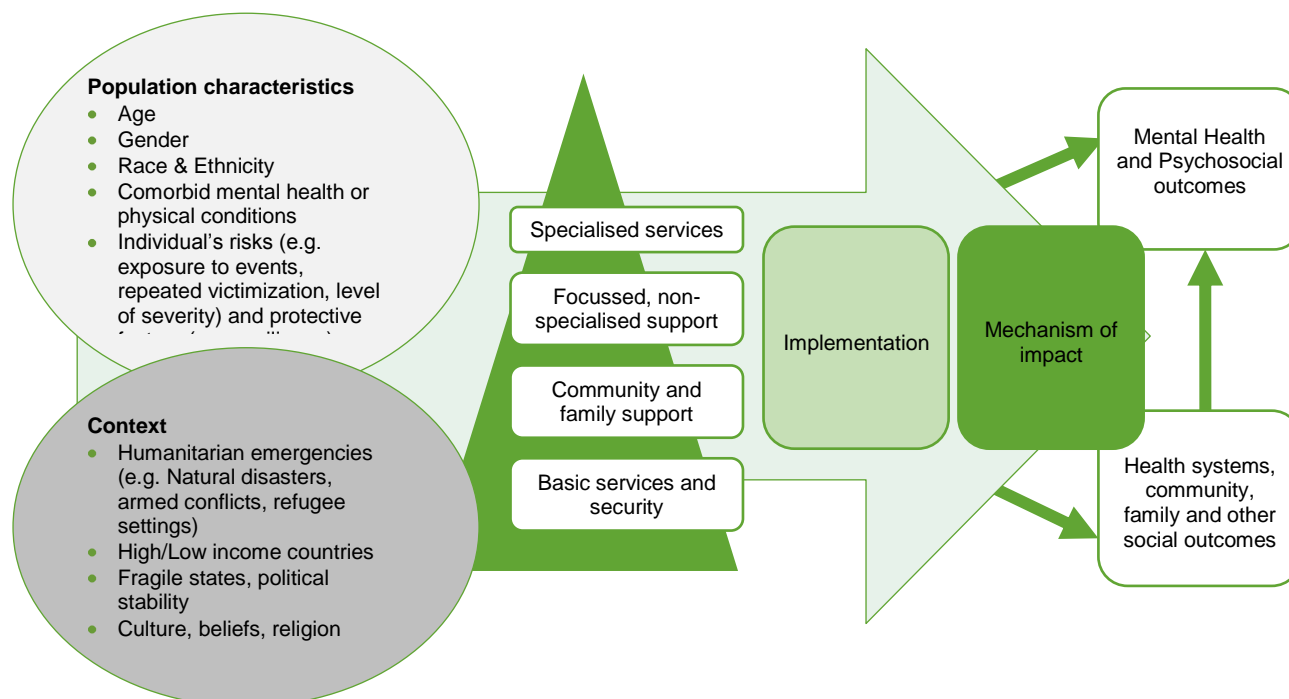 Population characteristics
• Age
• Gender
• Race & Ethnicity
• Comorbid mental health or
physical conditions
• Individual's risks (e.g.
exposure to events,
repeated victimization, level
of severity) and protective
Context
• Humanitarian emergencies
(e.g. Natural disasters,
armed conflicts, refugee
settings)
• High/Low income countries
• Fragile states, political
stability
• Culture, beliefs, religion
Specialised services
Focussed, non-
specialised support
Community and
family support
Basic services and
security
Implementation
Mechanism of
impact
Mental Health
and Psychosocial
outcomes
Health systems,
community,
family and other
social outcomes